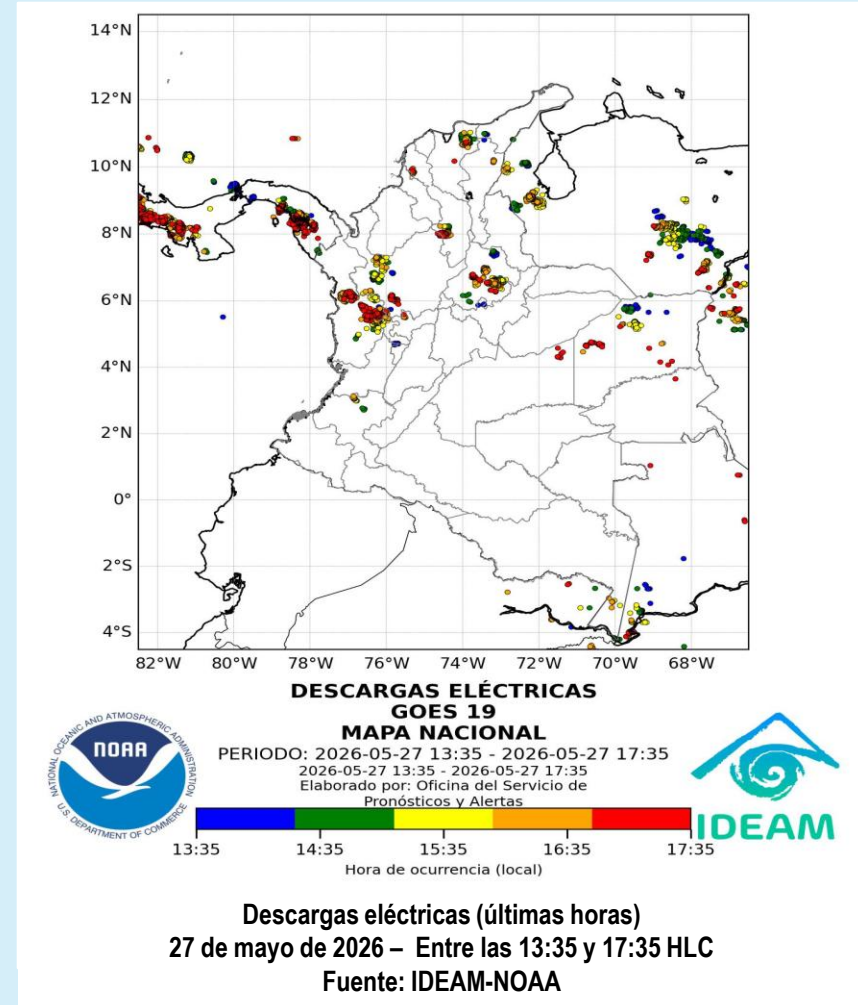 14°N
12°N
10°N
8°N
6°N
4°N
2°N
0°
2°S
4°S
82°W 80°W 78°W 76°W 74°W 72°W 70°W 68°W
DESCARGAS ELÉCTRICAS
GOES 19
MAPA NACIONAL
PERIODO: 2026-05-27 13:35 - 2026-05-27 17:35
2026-05-27 13:35 - 2026-05-27 17:35
Elaborado por: Oficina del Servicio de
Pronósticos y Alertas
NATIONAL OCEANIC AND ATMOSPHERIC ADMINISTRATION
NOAA
U.S. DEPARTMENT OF COMMERCE
IDEAM
13:35 14:35 15:35 16:35 17:35
Hora de ocurrencia (local)
Descargas eléctricas (últimas horas)
27 de mayo de 2026 – Entre las 13:35 y 17:35 HLC
Fuente: IDEAM-NOAA